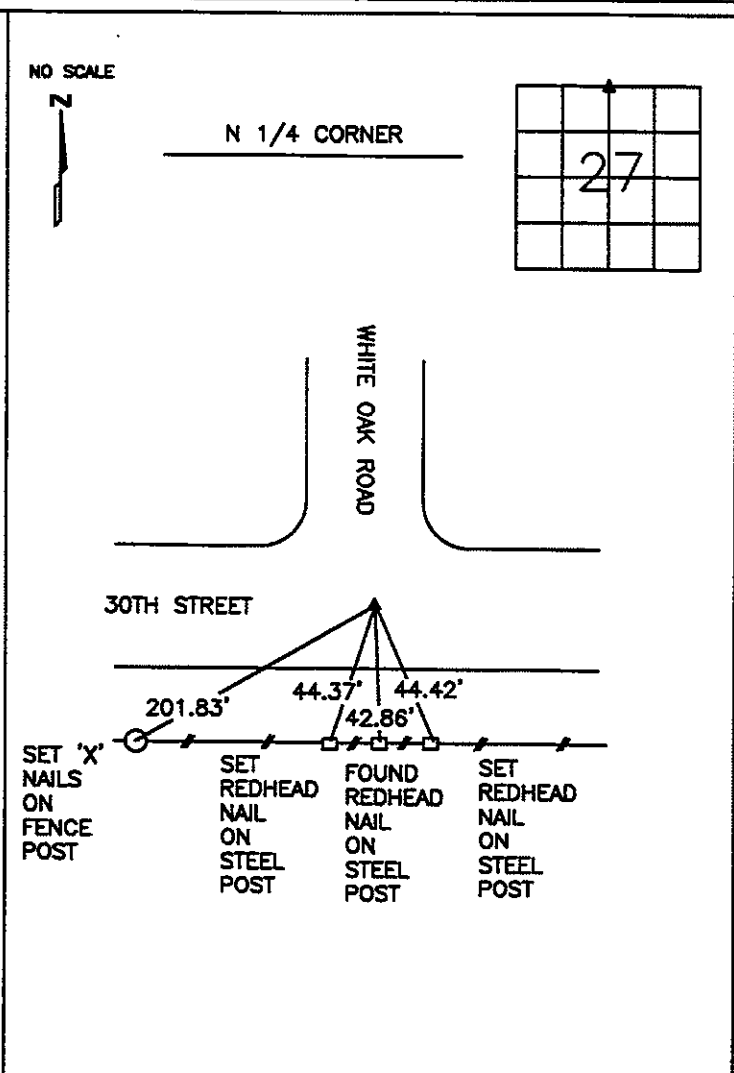 NO SCALE
N
N 1/4 CORNER
27
WHITE OAK ROAD
30TH STREET
201.83'
44.37'
44.42'
42.86'
SET 'X'
NAILS
ON
FENCE
POST
SET
REDHEAD
NAIL
ON
STEEL
POST
FOUND
REDHEAD
NAIL
ON
STEEL
POST
SET
REDHEAD
NAIL
ON
STEEL
POST